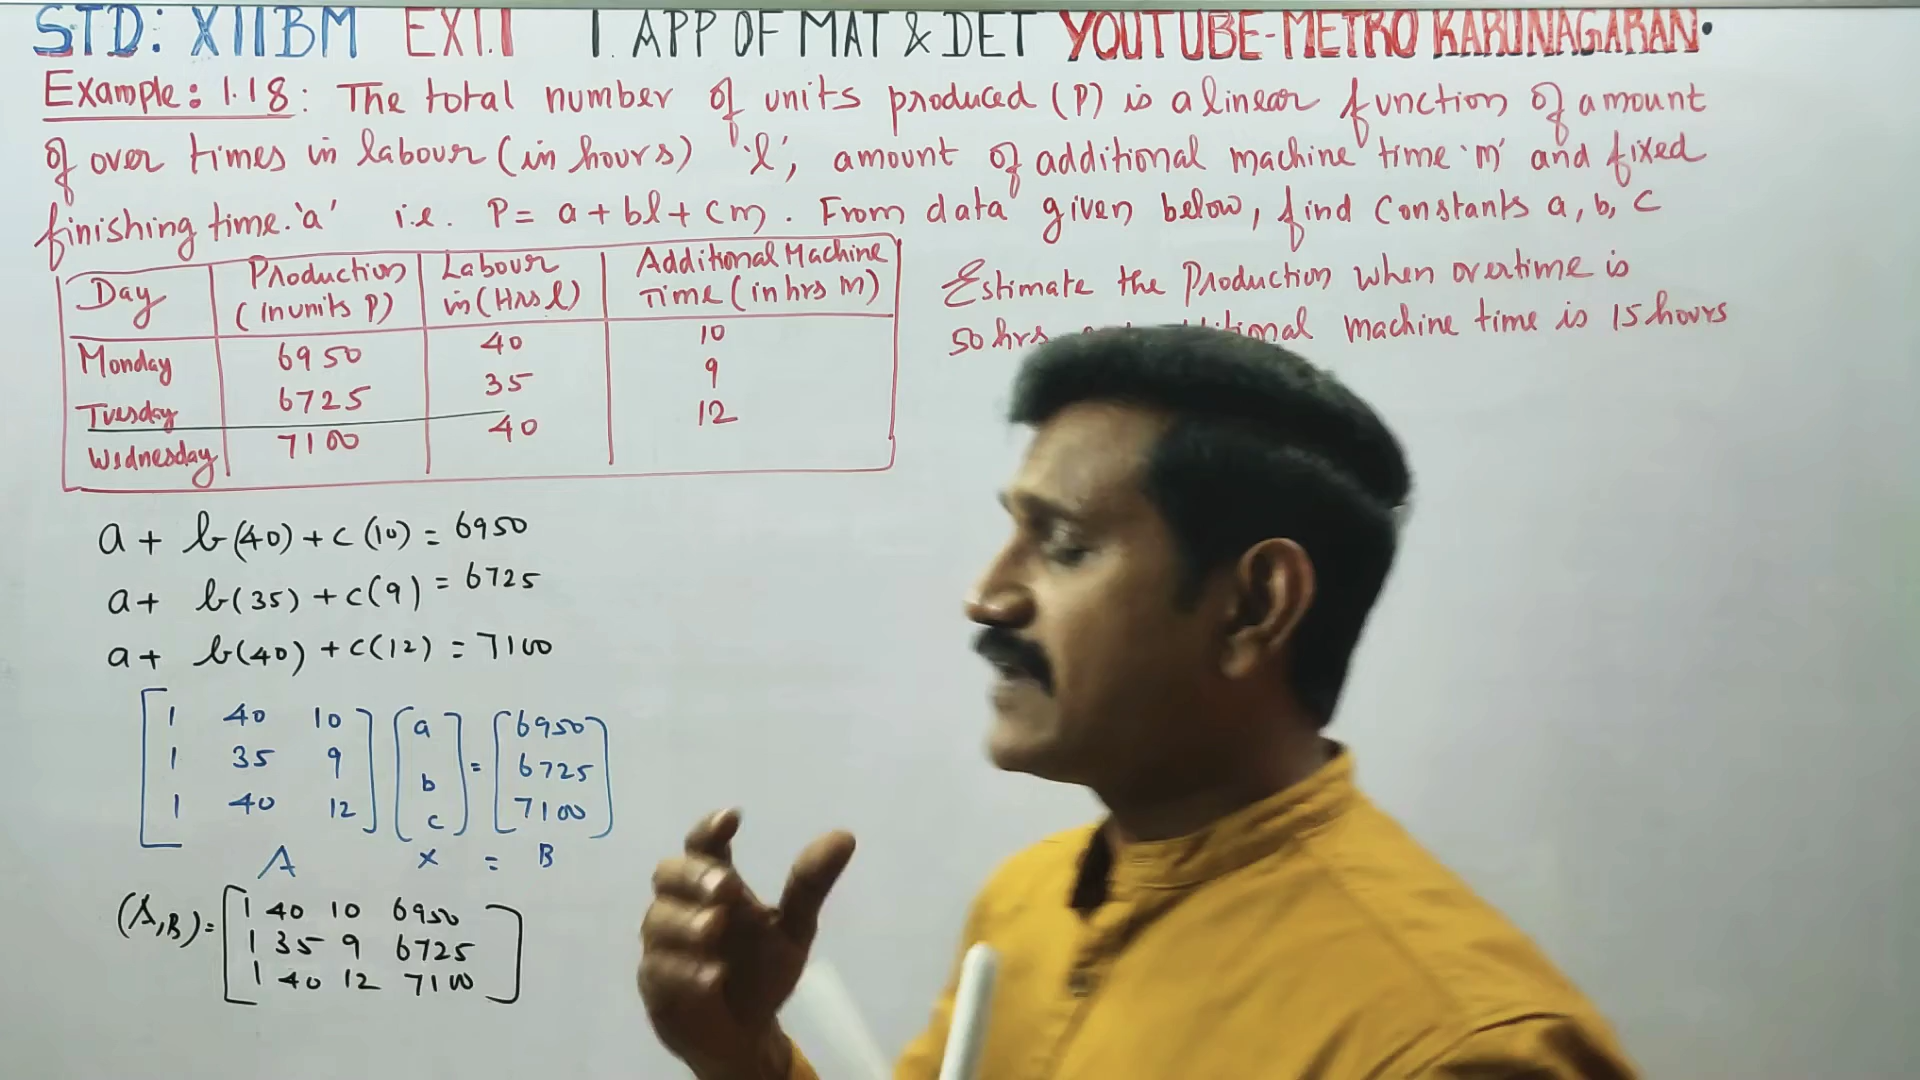 STD: XIIBM EX1.1 1. APP OF MAT & DET YOUTUBE-METRO KARUNAGARAN.
Example: 1.18: The total number of units produced (P) is a linear function of amount
of over times in labour (in hours) 'l', amount of additional machine time 'm' and fixed
finishing time 'a' i.e. P = a + bl + cm. From data given below, find constants a, b, c
Estimate the Production when overtime is
50 hrs machine time is 15 hours
Day Production (In units P) Labour in (Hrs l) Additional Machine Time (in hrs M)
Monday 6950 40 10
Tuesday 6725 35 9
Wednesday 7100 40 12
a + b(40) + c(10) = 6950
a + b(35) + c(9) = 6725
a + b(40) + c(12) = 7100
1 40 10 a 6950
1 35 9 b = 6725
1 40 12 c 7100
A X = B
(A,B) = 1 40 10 6950
1 35 9 6725
1 40 12 7100